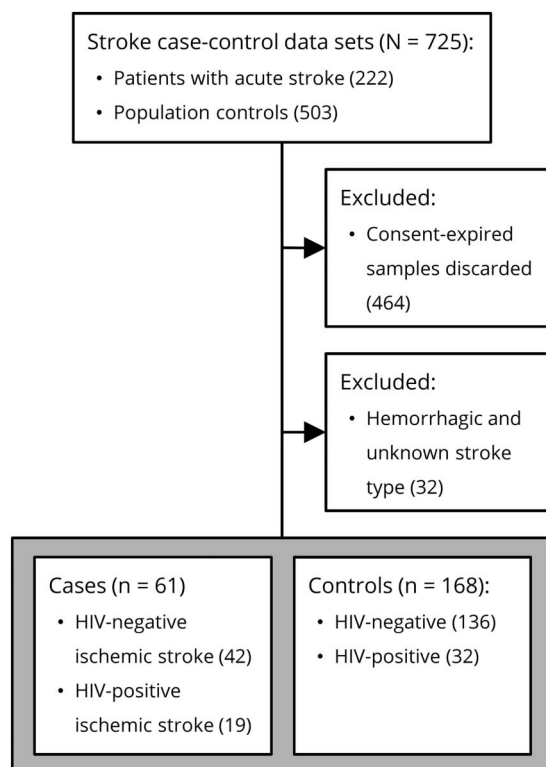 Stroke case-control data sets (N = 725):
• Patients with acute stroke (222)
• Population controls (503)
Excluded:
• Consent-expired
samples discarded
(464)
Excluded:
• Hemorrhagic and
unknown stroke
type (32)
Cases (n = 61)
• HIV-negative
ischemic stroke (42)
• HIV-positive
ischemic stroke (19)
Controls (n = 168):
• HIV-negative (136)
• HIV-positive (32)